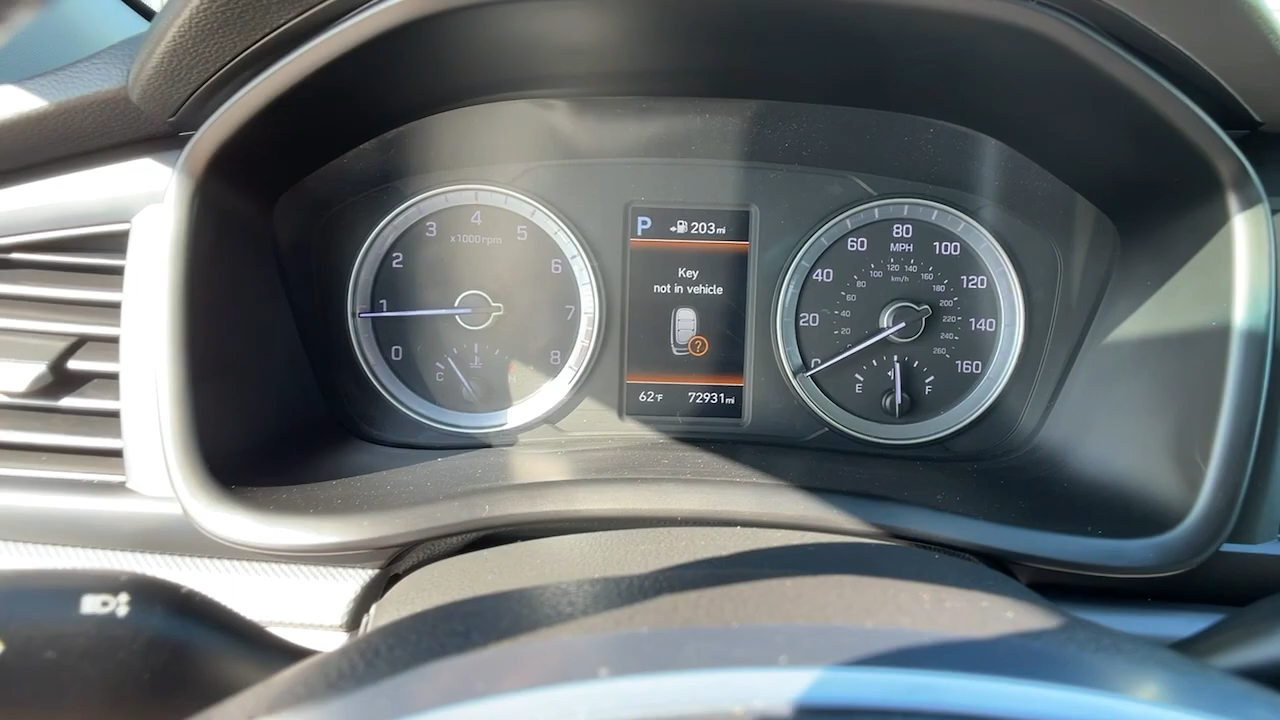 P 203mi
Key
not in vehicle
?
62°F 72931mi
0 1 2 3 4 5 6 7 8
x1000rpm
C H
0 20 40 60 80 100 120 140 160
MPH
20 40 60 80 100 120 140 160 180 200 220 240 260
km/h
E F